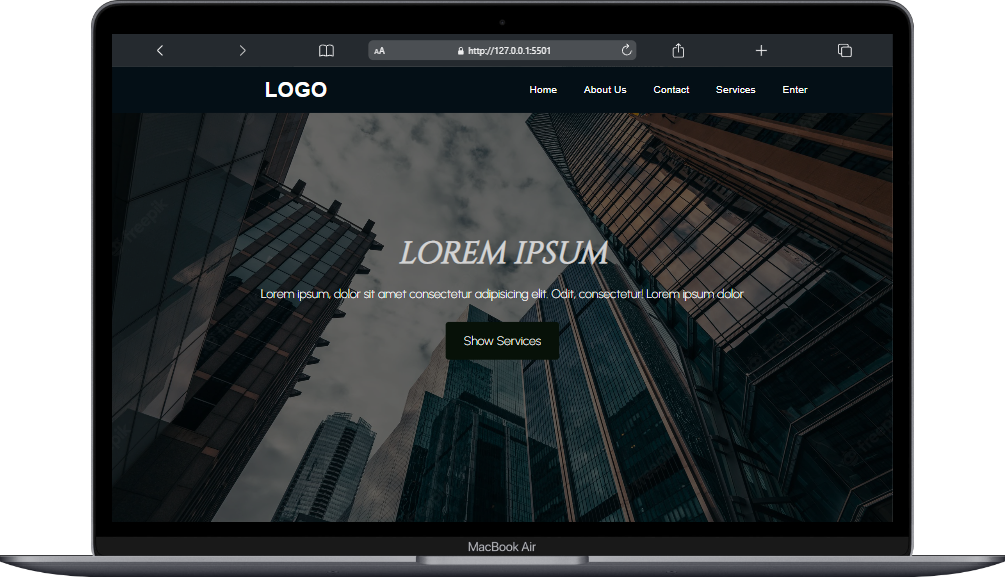 AA http://127.0.0.1:5501
LOGO Home About Us Contact Services Enter
LOREM IPSUM
Lorem ipsum, dolor sit amet consectetur adipisicing elit. Odit, consectetur! Lorem ipsum dolor
Show Services
MacBook Air